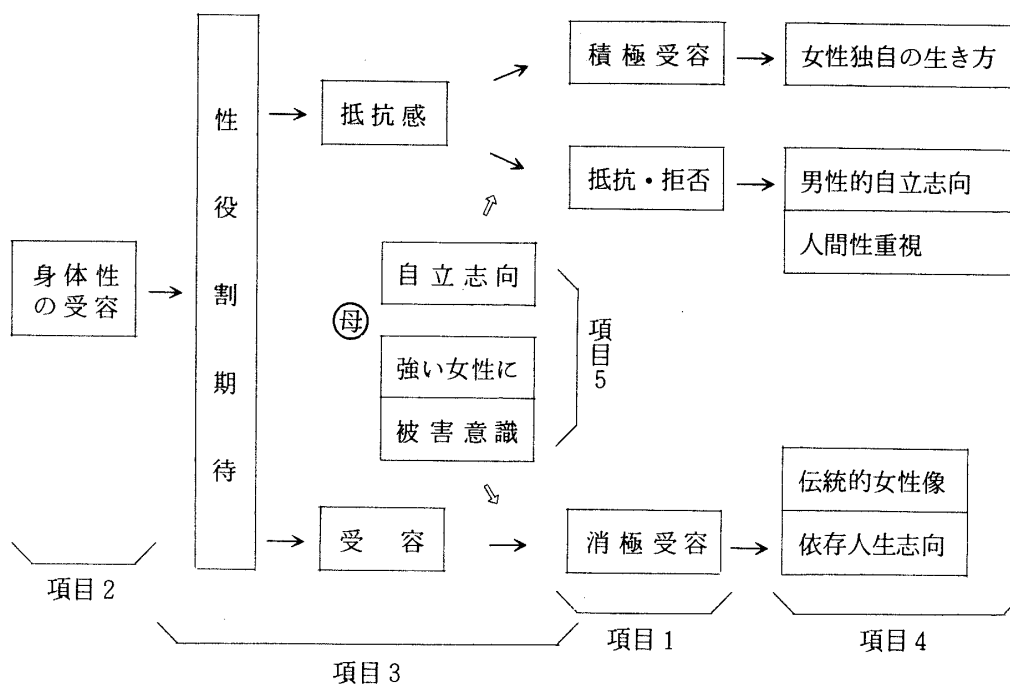 身体性
の受容
性役割期待
抵抗感
受容
積極受容
抵抗・拒否
消極受容
女性独自の生き方
男性的自立志向
人間性重視
伝統的女性像
依存人生志向
母
自立志向
強い女性に
被害意識
項目5
項目2
項目3
項目1
項目4